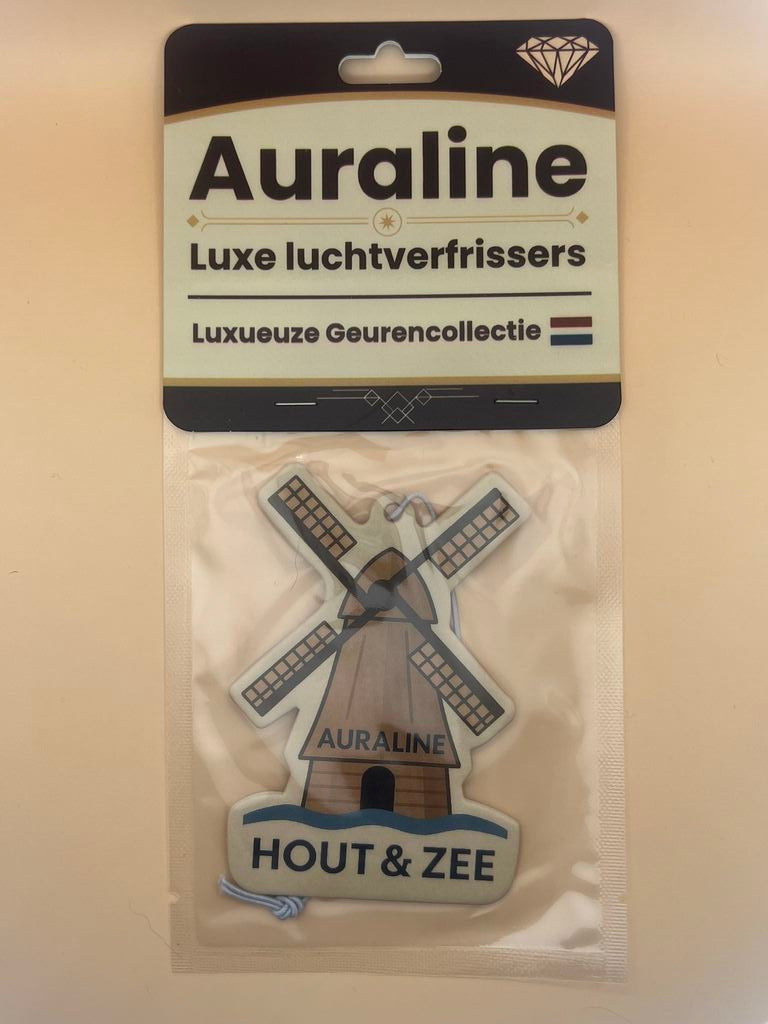 Auraline
Luxe luchtverfrissers
Luxueuze Geurencollectie
AURALINE
HOUT & ZEE